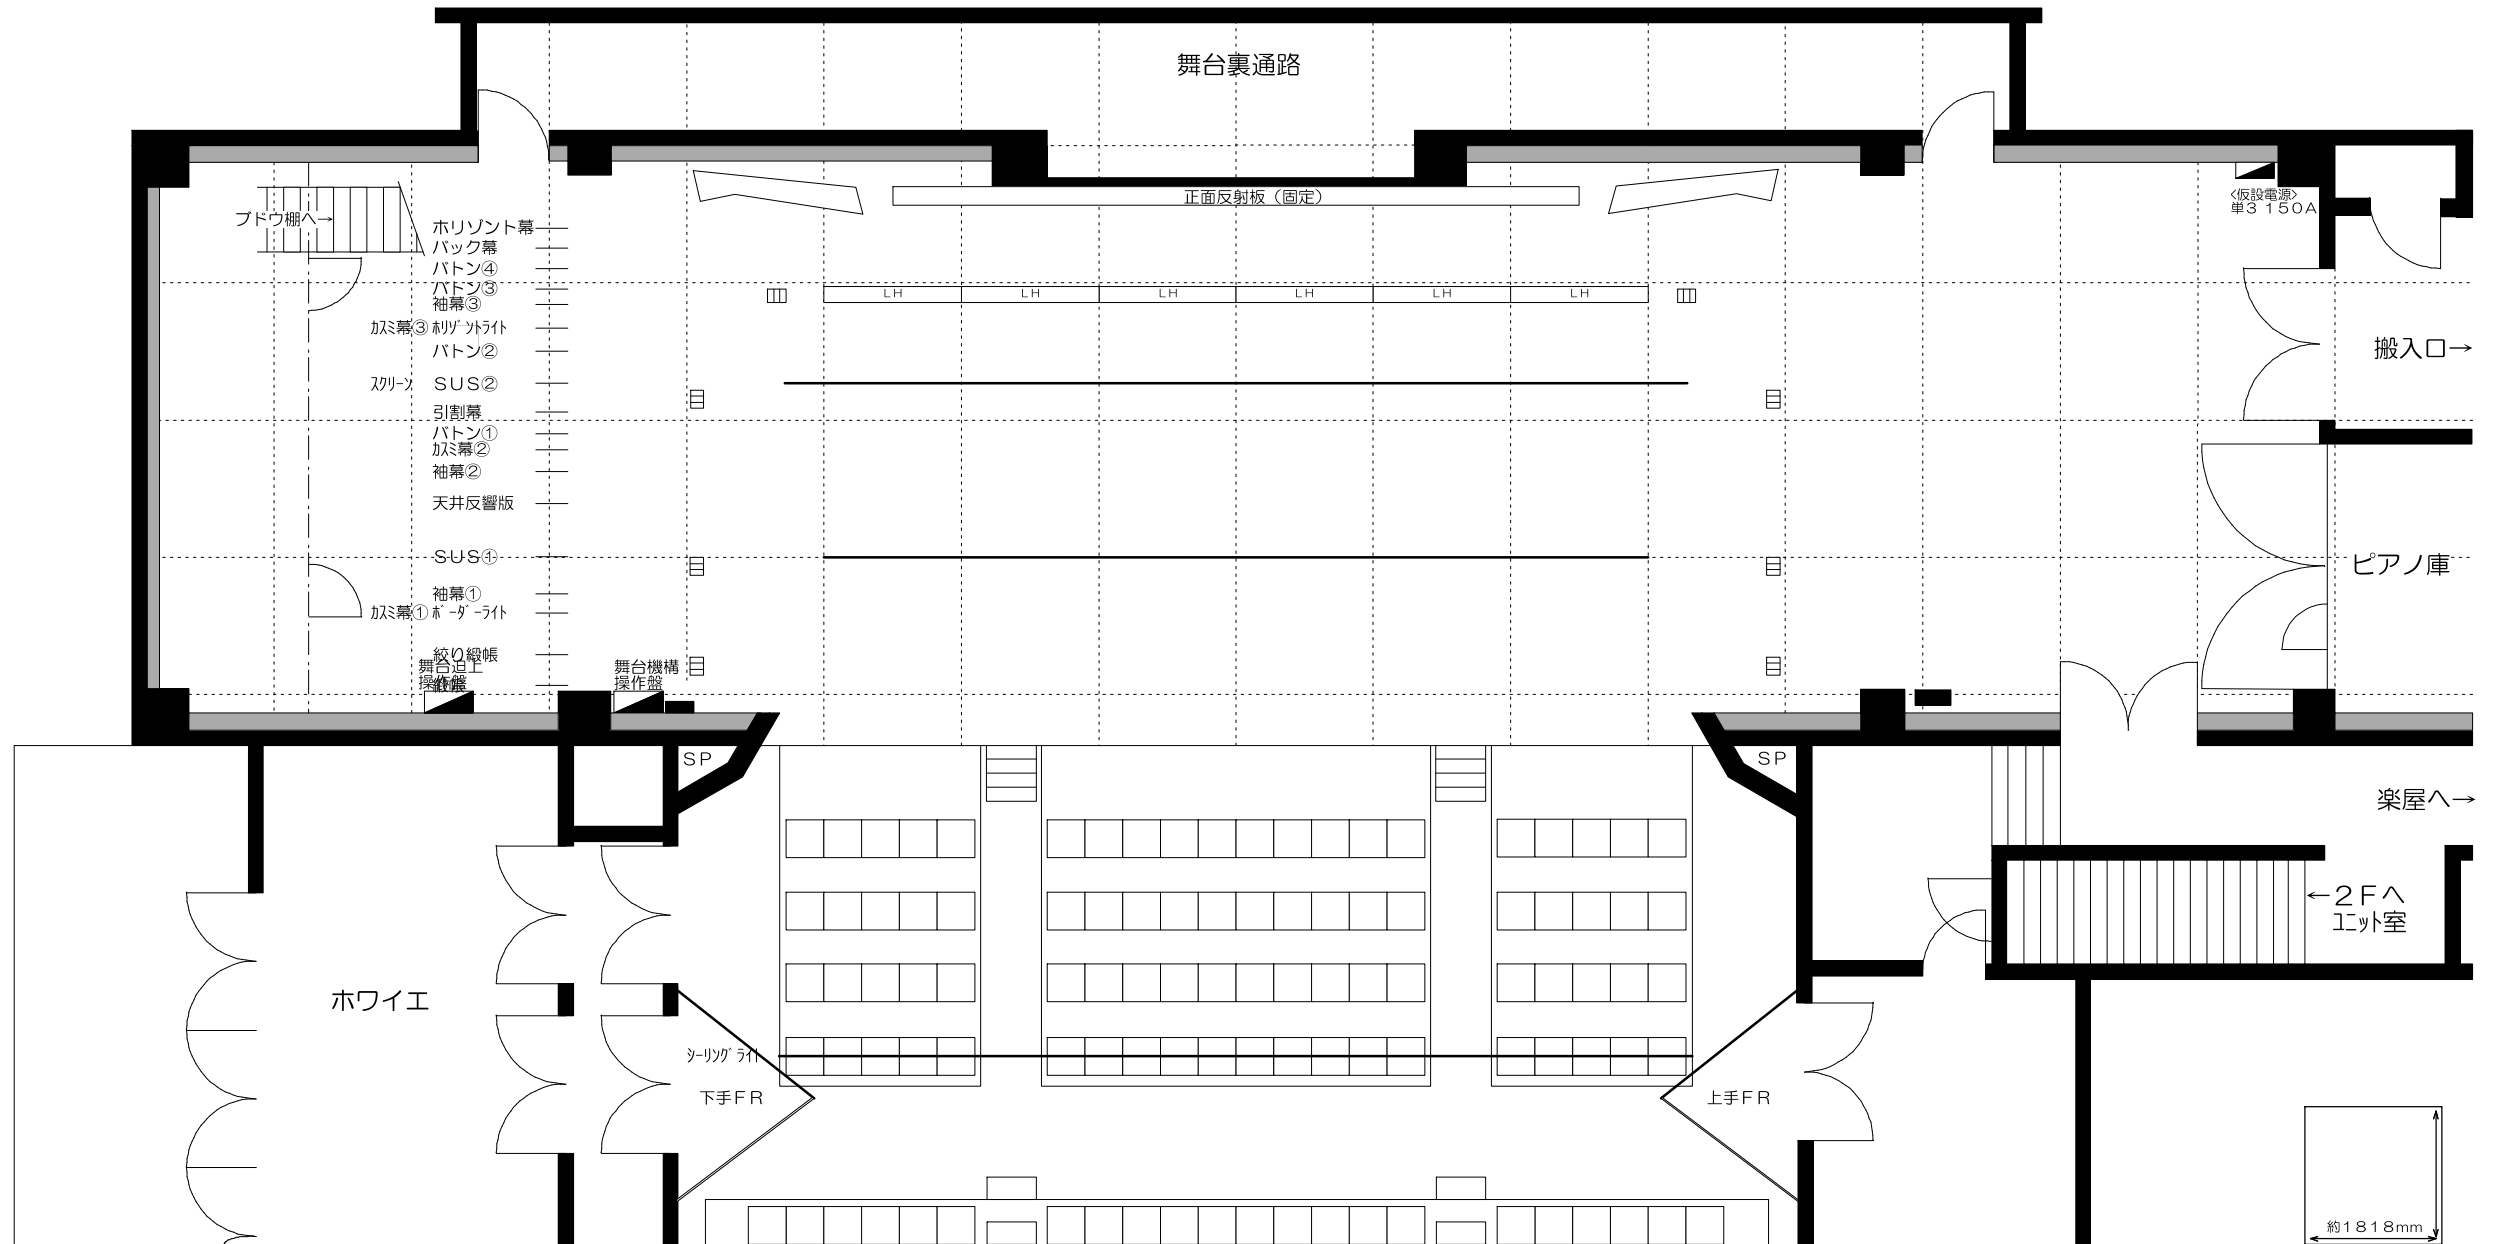 舞台裏通路
正面反射板（固定）
〈仮設電源〉
単3 150A
ブドウ棚へ→
ホリゾント幕
バック幕
バトン④
バトン③
袖幕③
ｶｽﾐ幕③ ﾎﾘｿﾞﾝﾄﾗｲﾄ
バトン②
ｽｸﾘｰﾝ ＳＵＳ②
引割幕
バトン①
ｶｽﾐ幕②
袖幕②
天井反響版
ＳＵＳ①
袖幕①
ｶｽﾐ幕① ﾎﾞｰﾀﾞｰﾗｲﾄ
絞り緞帳
舞台迫上
操作盤
緞帳
舞台機構
操作盤
ＬＨ ＬＨ ＬＨ ＬＨ ＬＨ ＬＨ
搬入口→
ピアノ庫
ＳＰ
ＳＰ
楽屋へ→
←２Ｆへ
ﾕﾆｯﾄ室
ホワイエ
ｼｰﾘﾝｸﾞﾗｲﾄ
下手ＦＲ
上手ＦＲ
約１８１８mm